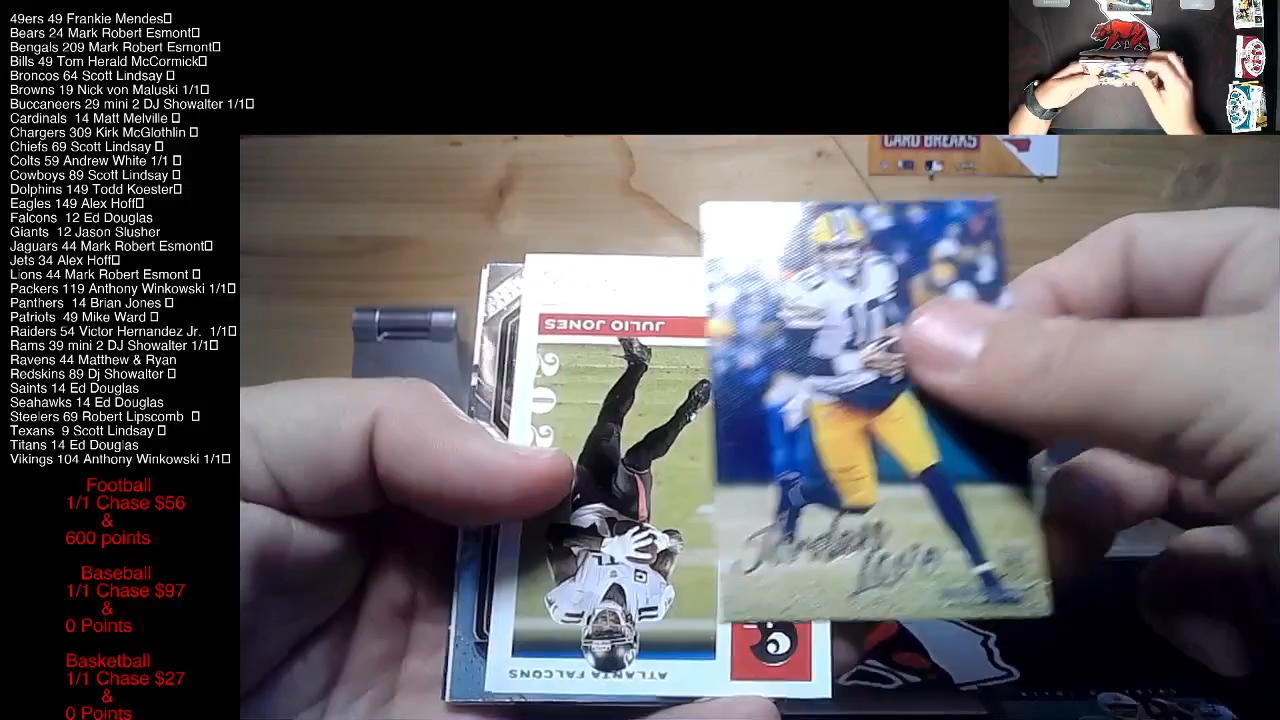 49ers 49 Frankie Mendes
Bears 24 Mark Robert Esmont
Bengals 209 Mark Robert Esmont
Bills 49 Tom Herald McCormick
Broncos 64 Scott Lindsay
Browns 19 Nick von Maluski 1/1
Buccaneers 29 mini 2 DJ Showalter 1/1
Cardinals 14 Matt Melville
Chargers 309 Kirk McGlothlin
Chiefs 69 Scott Lindsay
Colts 59 Andrew White 1/1
Cowboys 89 Scott Lindsay
Dolphins 149 Todd Koester
Eagles 149 Alex Hoff
Falcons 12 Ed Douglas
Giants 12 Jason Slusher
Jaguars 44 Mark Robert Esmont
Jets 34 Alex Hoff
Lions 44 Mark Robert Esmont
Packers 119 Anthony Winkowski 1/1
Panthers 14 Brian Jones
Patriots 49 Mike Ward
Raiders 54 Victor Hernandez Jr. 1/1
Rams 39 mini 2 DJ Showalter 1/1
Ravens 44 Matthew & Ryan
Redskins 89 Dj Showalter
Saints 14 Ed Douglas
Seahawks 14 Ed Douglas
Steelers 69 Robert Lipscomb
Texans 9 Scott Lindsay
Titans 14 Ed Douglas
Vikings 104 Anthony Winkowski 1/1
Football
1/1 Chase $56
&
600 points
Baseball
1/1 Chase $97
&
0 Points
Basketball
1/1 Chase $27
&
0 Points
CARD BREAKS
JULIO JONES
202
ATLANTA FALCONS
Jordan Love